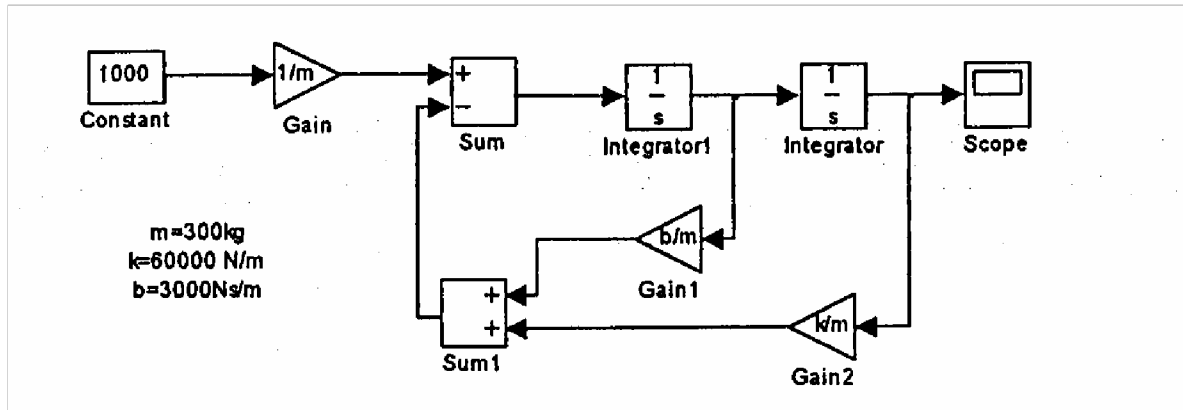 1000
Constant
1/m
Gain
+
−
Sum
1
s
Integrator1
1
s
Integrator
Scope
m=300kg
k=60000 N/m
b=3000Ns/m
b/m
Gain1
+
+
Sum1
k/m
Gain2